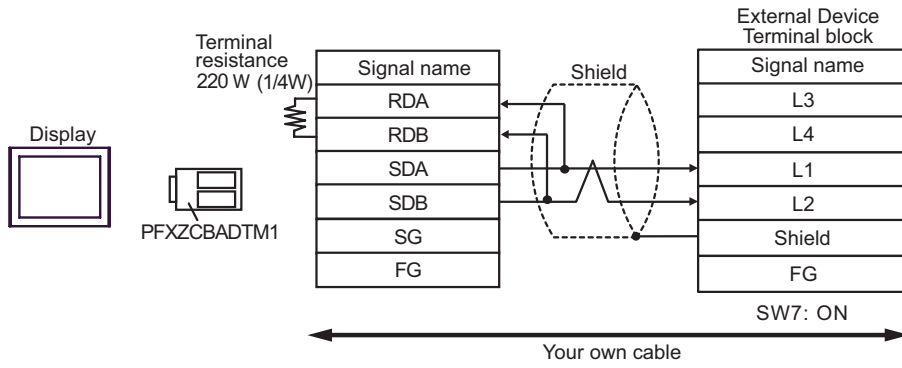 External Device
Terminal block
Terminal
resistance
220 W (1/4W)
Signal name
Shield
Signal name
RDA
L3
RDB
L4
Display
SDA
L1
SDB
L2
PFXZCBADTM1
SG
Shield
FG
FG
SW7: ON
Your own cable